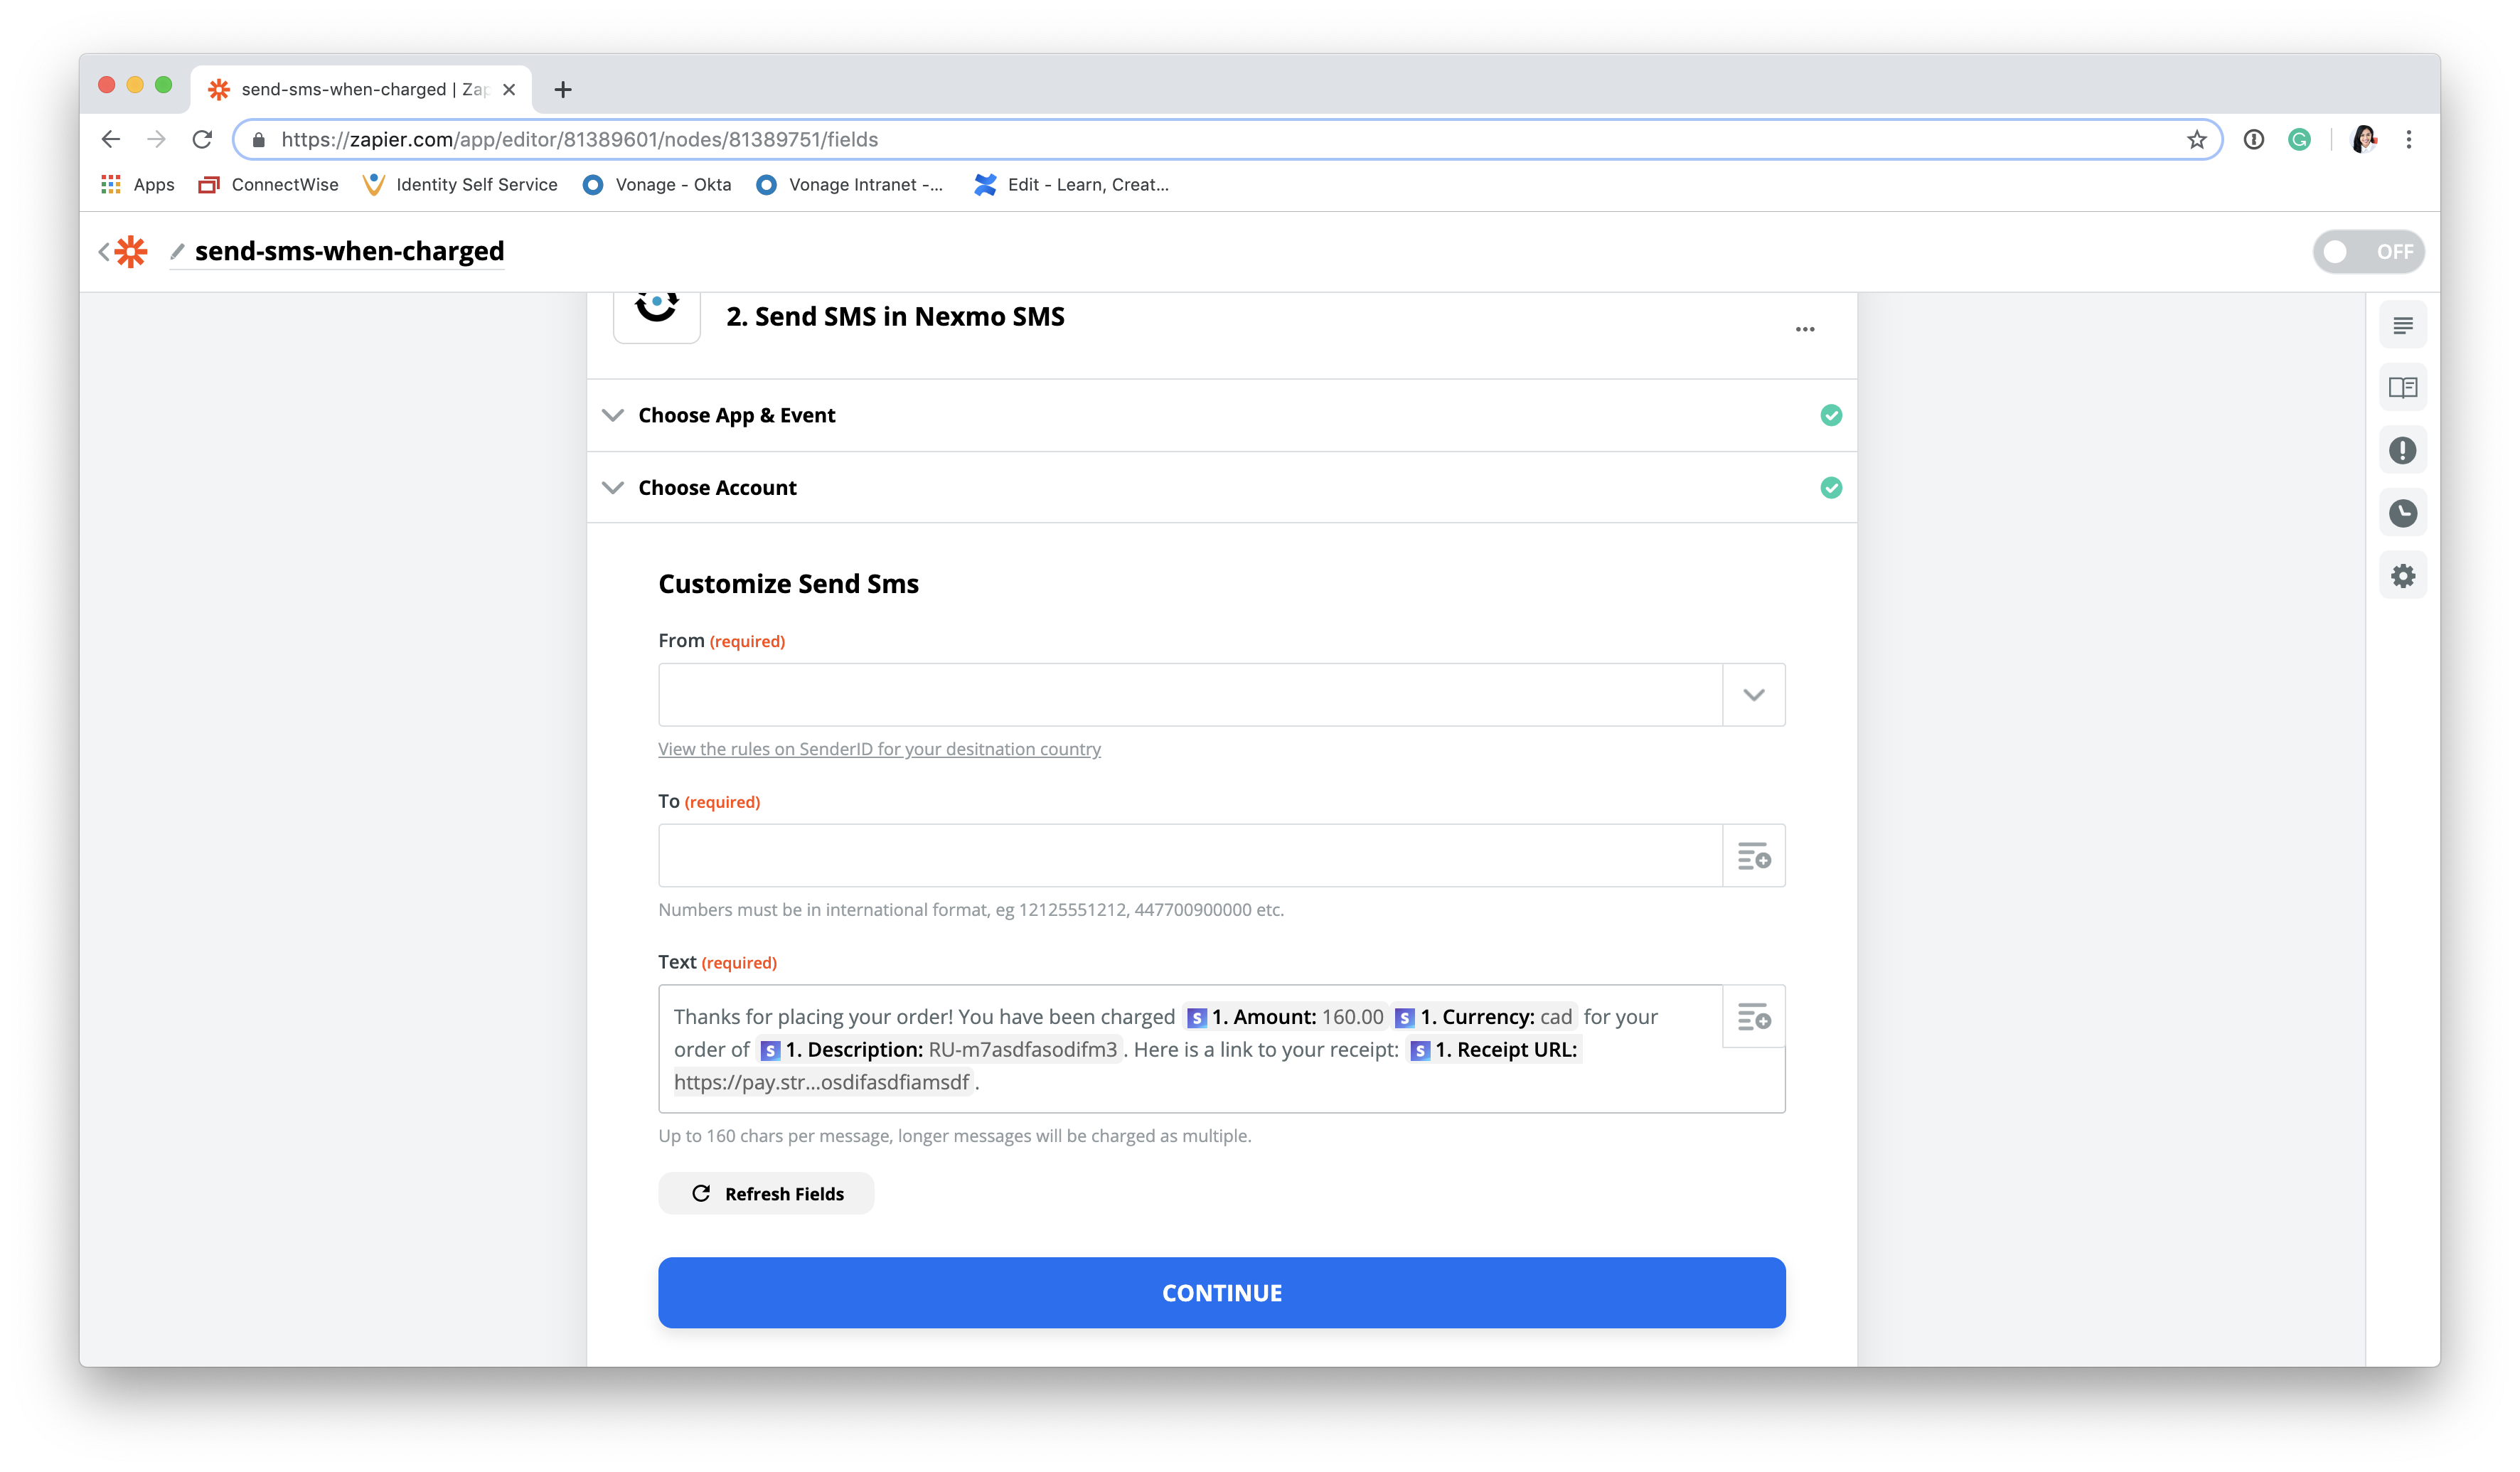 send-sms-when-charged | Zap
https://zapier.com/app/editor/81389601/nodes/81389751/fields
Apps ConnectWise Identity Self Service Vonage - Okta Vonage Intranet -... Edit - Learn, Creat...
send-sms-when-charged OFF
2. Send SMS in Nexmo SMS
Choose App & Event
Choose Account
Customize Send Sms
From (required)
View the rules on SenderID for your desitnation country
To (required)
Numbers must be in international format, eg 12125551212, 447700900000 etc.
Text (required)
Thanks for placing your order! You have been charged S 1. Amount: 160.00 S 1. Currency: cad for your
order of S 1. Description: RU-m7asdfasodifm3 . Here is a link to your receipt: S 1. Receipt URL:
https://pay.str...osdifasdfiamsdf .
Up to 160 chars per message, longer messages will be charged as multiple.
Refresh Fields
CONTINUE